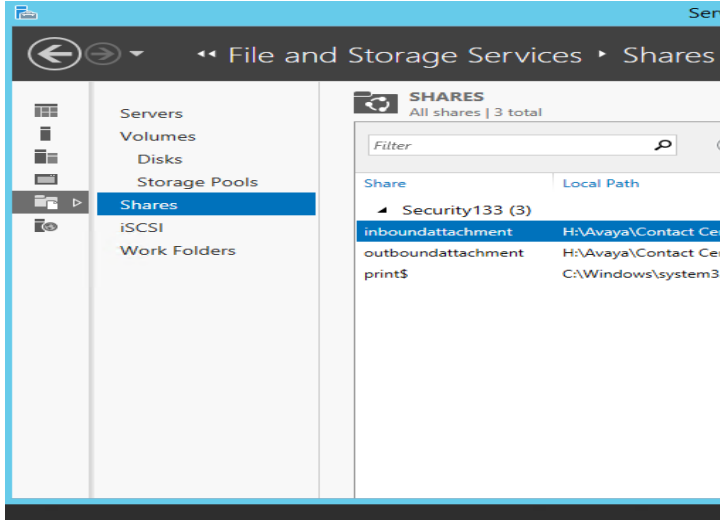 Ser
File and Storage Services ‣ Shares
Servers
Volumes
Disks
Storage Pools
Shares
iSCSI
Work Folders
SHARES
All shares | 3 total
Filter
Share Local Path
Security133 (3)
inboundattachment H:\Avaya\Contact Cer
outboundattachment H:\Avaya\Contact Cer
print$ C:\Windows\system3